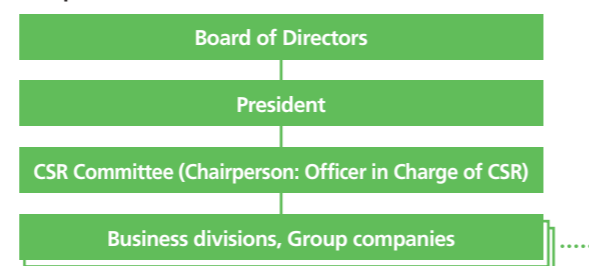 Board of Directors
President
CSR Committee (Chairperson: Officer in Charge of CSR)
Business divisions, Group companies